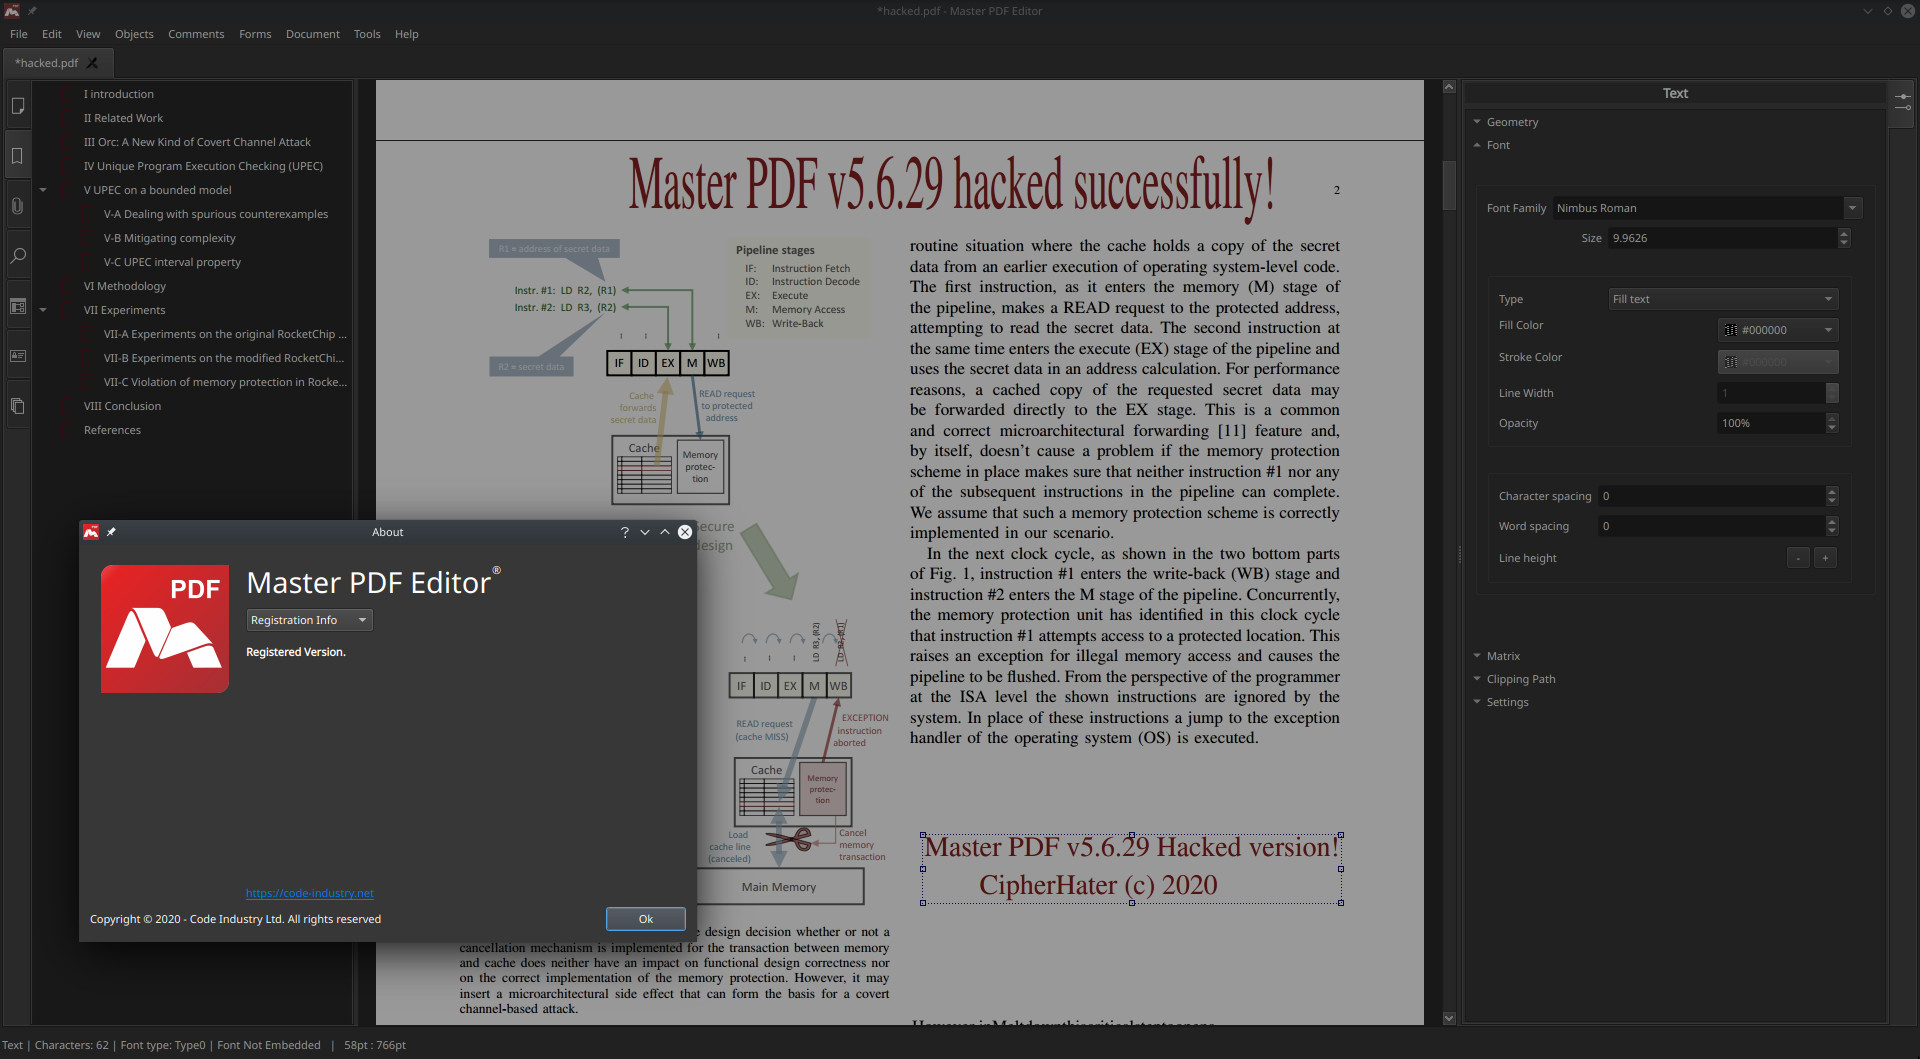 *hacked.pdf - Master PDF Editor
File Edit View Objects Comments Forms Document Tools Help
*hacked.pdf
I introduction
II Related Work
III Orc: A New Kind of Covert Channel Attack
IV Unique Program Execution Checking (UPEC)
V UPEC on a bounded model
V-A Dealing with spurious counterexamples
V-B Mitigating complexity
V-C UPEC interval property
VI Methodology
VII Experiments
VII-A Experiments on the original RocketChip ...
VII-B Experiments on the modified RocketChi...
VII-C Violation of memory protection in Rocke...
VIII Conclusion
References
Master PDF v5.6.29 hacked successfully!
2
R1 = address of secret data
Pipeline stages
IF: Instruction Fetch
ID: Instruction Decode
EX: Execute
M: Memory Access
WB: Write-Back
Instr. #1: LD R2, (R1)
Instr. #2: LD R3, (R2)
R2 = secret data
IF ID EX M WB
Cache
forwards
secret data
READ request
to protected
address
Cache
Memory
protec-
tion
ecure
esign
LD R3, (R2)
IF ID EX M WB
READ request
(cache MISS)
EXCEPTION
instruction
aborted
Cache
Memory
protec-
tion
Load
cache line
(canceled)
Cancel
memory
transaction
Main Memory
design decision whether or not a
cancellation mechanism is implemented for the transaction between memory
and cache does neither have an impact on functional design correctness nor
on the correct implementation of the memory protection. However, it may
insert a microarchitectural side effect that can form the basis for a covert
channel-based attack.
routine situation where the cache holds a copy of the secret
data from an earlier execution of operating system-level code.
The first instruction, as it enters the memory (M) stage of
the pipeline, makes a READ request to the protected address,
attempting to read the secret data. The second instruction at
the same time enters the execute (EX) stage of the pipeline and
uses the secret data in an address calculation. For performance
reasons, a cached copy of the requested secret data may
be forwarded directly to the EX stage. This is a common
and correct microarchitectural forwarding [11] feature and,
by itself, doesn't cause a problem if the memory protection
scheme in place makes sure that neither instruction #1 nor any
of the subsequent instructions in the pipeline can complete.
We assume that such a memory protection scheme is correctly
implemented in our scenario.
In the next clock cycle, as shown in the two bottom parts
of Fig. 1, instruction #1 enters the write-back (WB) stage and
instruction #2 enters the M stage of the pipeline. Concurrently,
the memory protection unit has identified in this clock cycle
that instruction #1 attempts access to a protected location. This
raises an exception for illegal memory access and causes the
pipeline to be flushed. From the perspective of the programmer
at the ISA level the shown instructions are ignored by the
system. In place of these instructions a jump to the exception
handler of the operating system (OS) is executed.
Master PDF v5.6.29 Hacked version!
CipherHater (c) 2020
About
PDF
Master PDF Editor®
Registration Info
Registered Version.
https://code-industry.net
Copyright © 2020 - Code Industry Ltd. All rights reserved
Ok
Text
Geometry
Font
Font Family Nimbus Roman
Size 9.9626
Type Fill text
Fill Color #000000
Stroke Color #000000
Line Width 1
Opacity 100%
Character spacing 0
Word spacing 0
Line height - +
Matrix
Clipping Path
Settings
Text | Characters: 62 | Font type: Type0 | Font Not Embedded | 58pt : 766pt